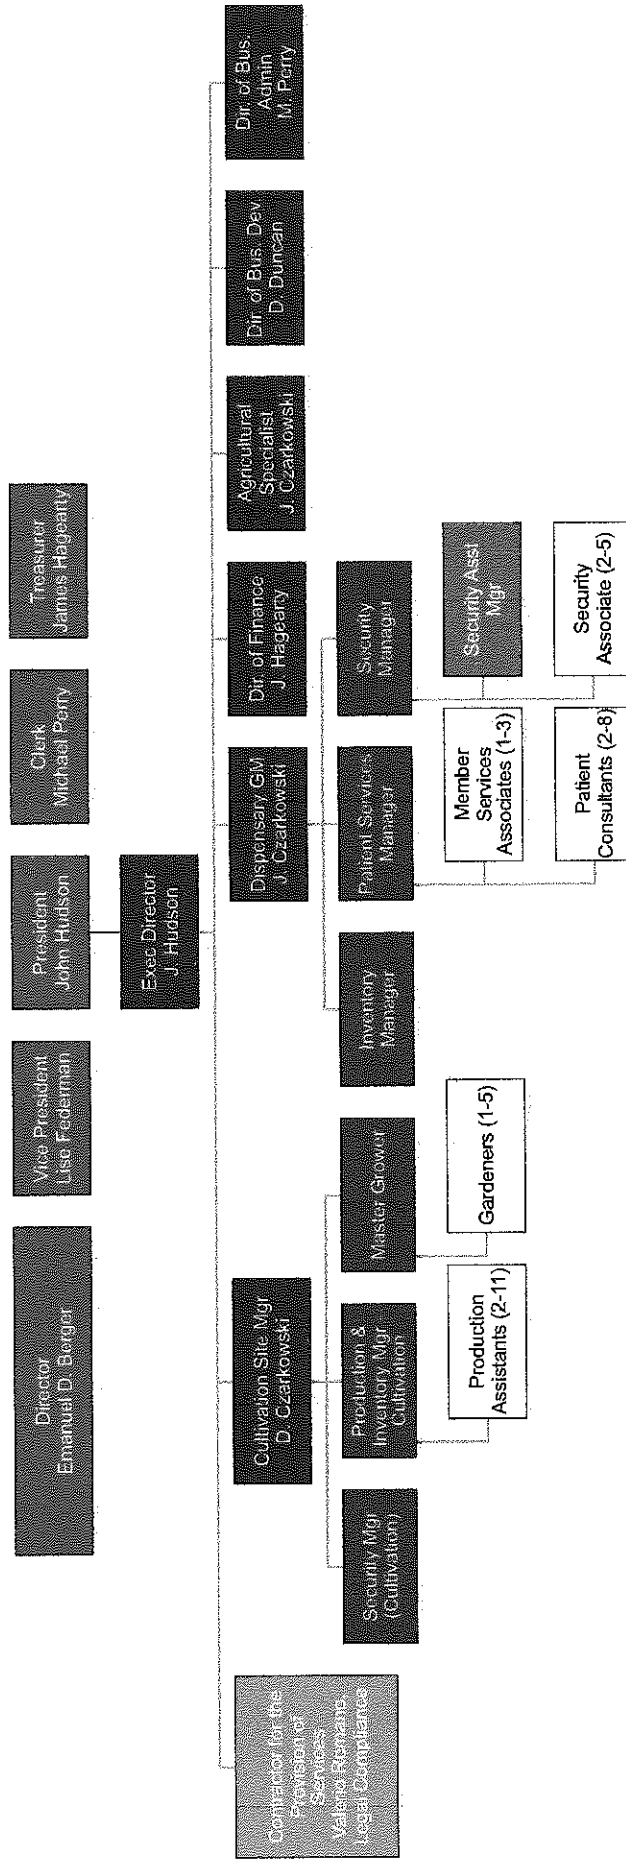 Director
Emanuel D. Berger
Vice President
Lise Federman
President
John Hudson
Clerk
Michael Perry
Treasurer
James Hagearty
Exec Director
J. Hudson
Contractor for the
Provision of
Services
Valerio Romano,
Legal Compliance
Cultivation Site Mgr
D. Czarkowski
Dispensary GM
J. Czarkowski
Dir of Finance
J. Hagearty
Agricultural
Specialist
J. Czarkowski
Dir of Bus. Dev
D. Duncan
Dir. of Bus.
Admin
M. Perry
Security Mgr
(Cultivation)
Production &
Inventory Mgr
Cultivation
Master Grower
Inventory
Manager
Patient Services
Manager
Security
Manager
Production
Assistants (2-11)
Gardeners (1-5)
Member
Services
Associates (1-3)
Security Asst
Mgr
Patient
Consultants (2-8)
Security
Associate (2-5)